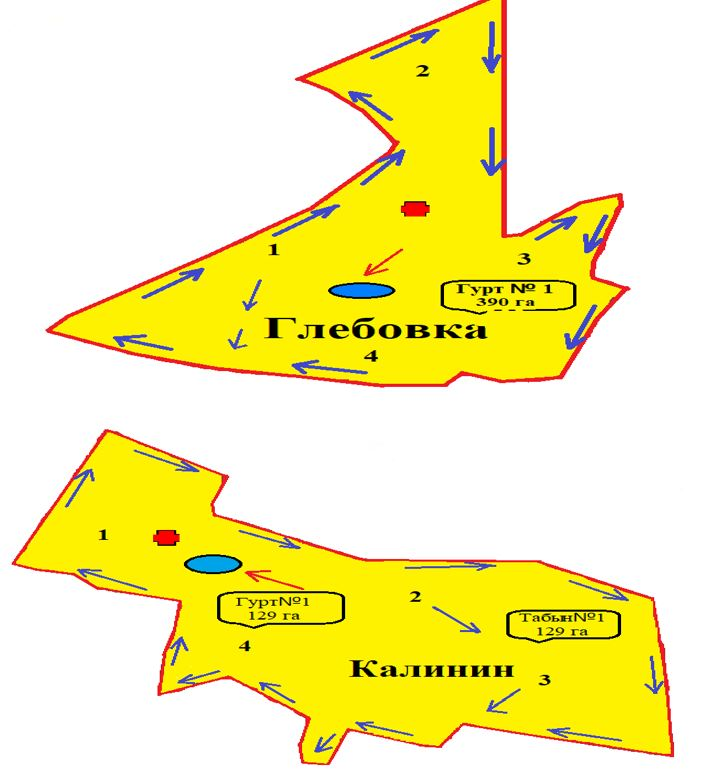 2
1
3
Гурт № 1
390 га
Глебовка
4
1
2
Гурт№1
129 га
Табын№1
129 га
4
Калинин
3